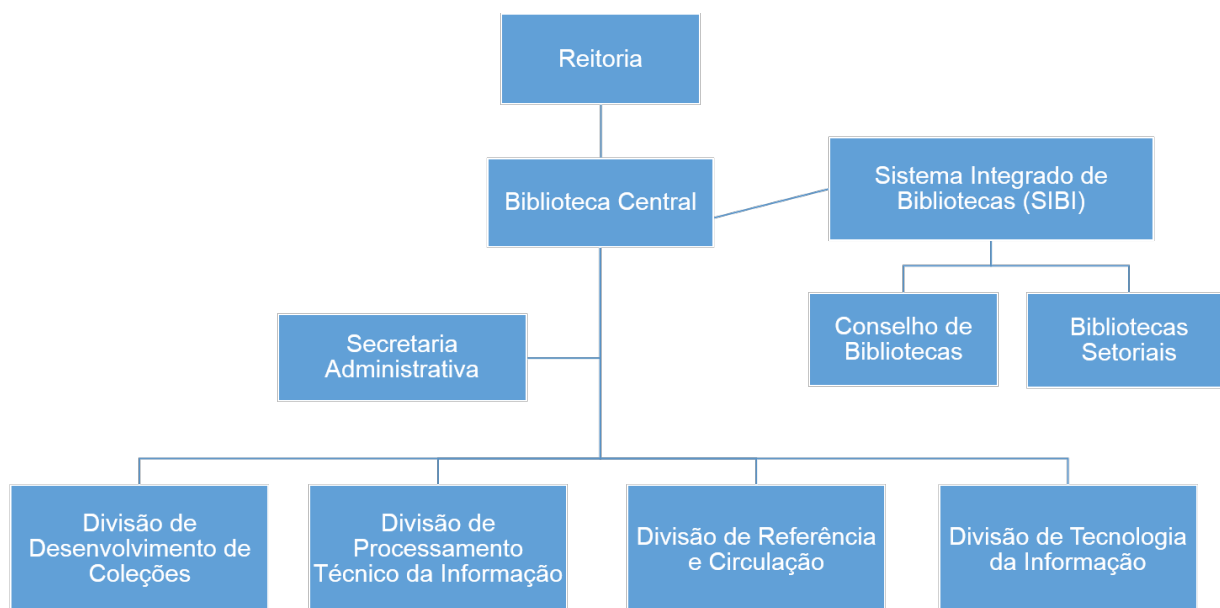 Reitoria
Biblioteca Central
Sistema Integrado de
Bibliotecas (SIBI)
Conselho de
Bibliotecas
Bibliotecas
Setoriais
Secretaria
Administrativa
Divisão de
Desenvolvimento de
Coleções
Divisão de
Processamento
Técnico da Informação
Divisão de Referência
e Circulação
Divisão de Tecnologia
da Informação